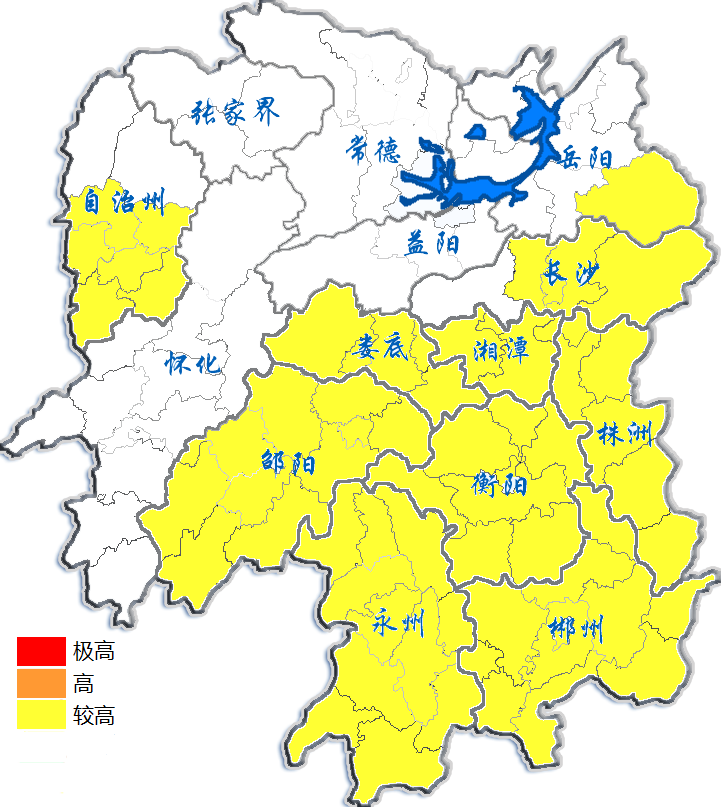 张家界
常德
岳阳
自治州
益阳
长沙
娄底
湘潭
怀化
株洲
邵阳
衡阳
永州
郴州
极高
高
较高